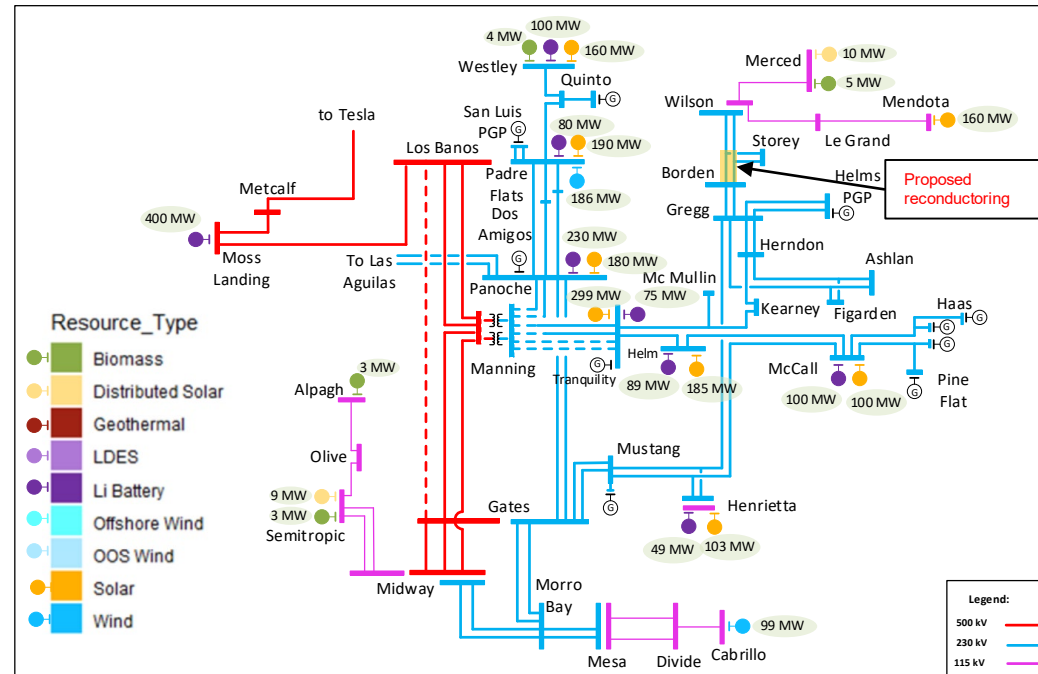 100 MW
4 MW
160 MW
Westley
Quinto
G
San Luis
PGP
G
80 MW
190 MW
Padre
Flats
186 MW
Dos
Amigos
G
230 MW
180 MW
Panoche
to Tesla
Los Banos
Metcalf
400 MW
Moss
Landing
To Las
Aguilas
Merced
10 MW
5 MW
Wilson
Mendota
160 MW
Le Grand
Storey
Borden
Helms
PGP
G
Proposed
reconductoring
Gregg
Herndon
Ashlan
Mc Mullin
Figarden
Kearney
299 MW
75 MW
Haas
G
G
G
Manning
Tranquility
G
Helm
89 MW
185 MW
McCall
100 MW
100 MW
Pine
Flat
G
Resource_Type
Biomass
Distributed Solar
Geothermal
LDES
Li Battery
Offshore Wind
OOS Wind
Solar
Wind
3 MW
Alpagh
Olive
9 MW
3 MW
Semitropic
Midway
Gates
Mustang
G
Henrietta
49 MW
103 MW
Morro
Bay
Mesa
Divide
Cabrillo
99 MW
Legend:
500 kV
230 kV
115 kV